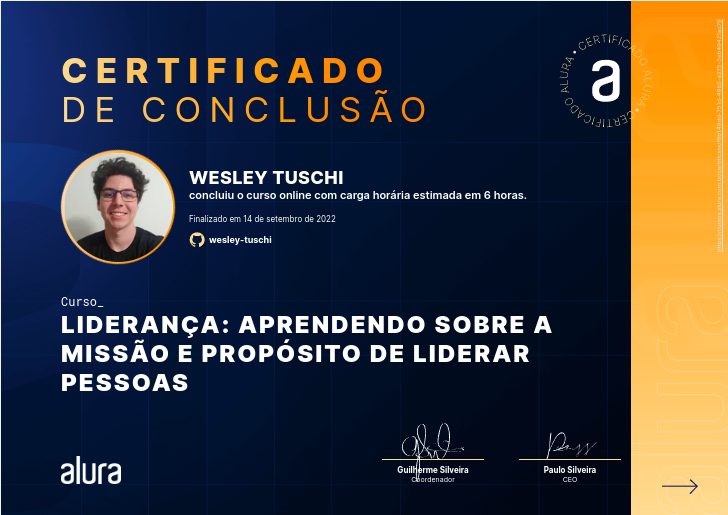 CERTIFICADO
DE CONCLUSÃO
CERTIFICADO ALURA • CERTIFICADO ALURA •
a
WESLEY TUSCHI
concluiu o curso online com carga horária estimada em 6 horas.
Finalizado em 14 de setembro de 2022
wesley-tuschi
Curso_
LIDERANÇA: APRENDENDO SOBRE A
MISSÃO E PROPÓSITO DE LIDERAR
PESSOAS
Guilherme Silveira
Coordenador
Paulo Silveira
CEO
alura
alura